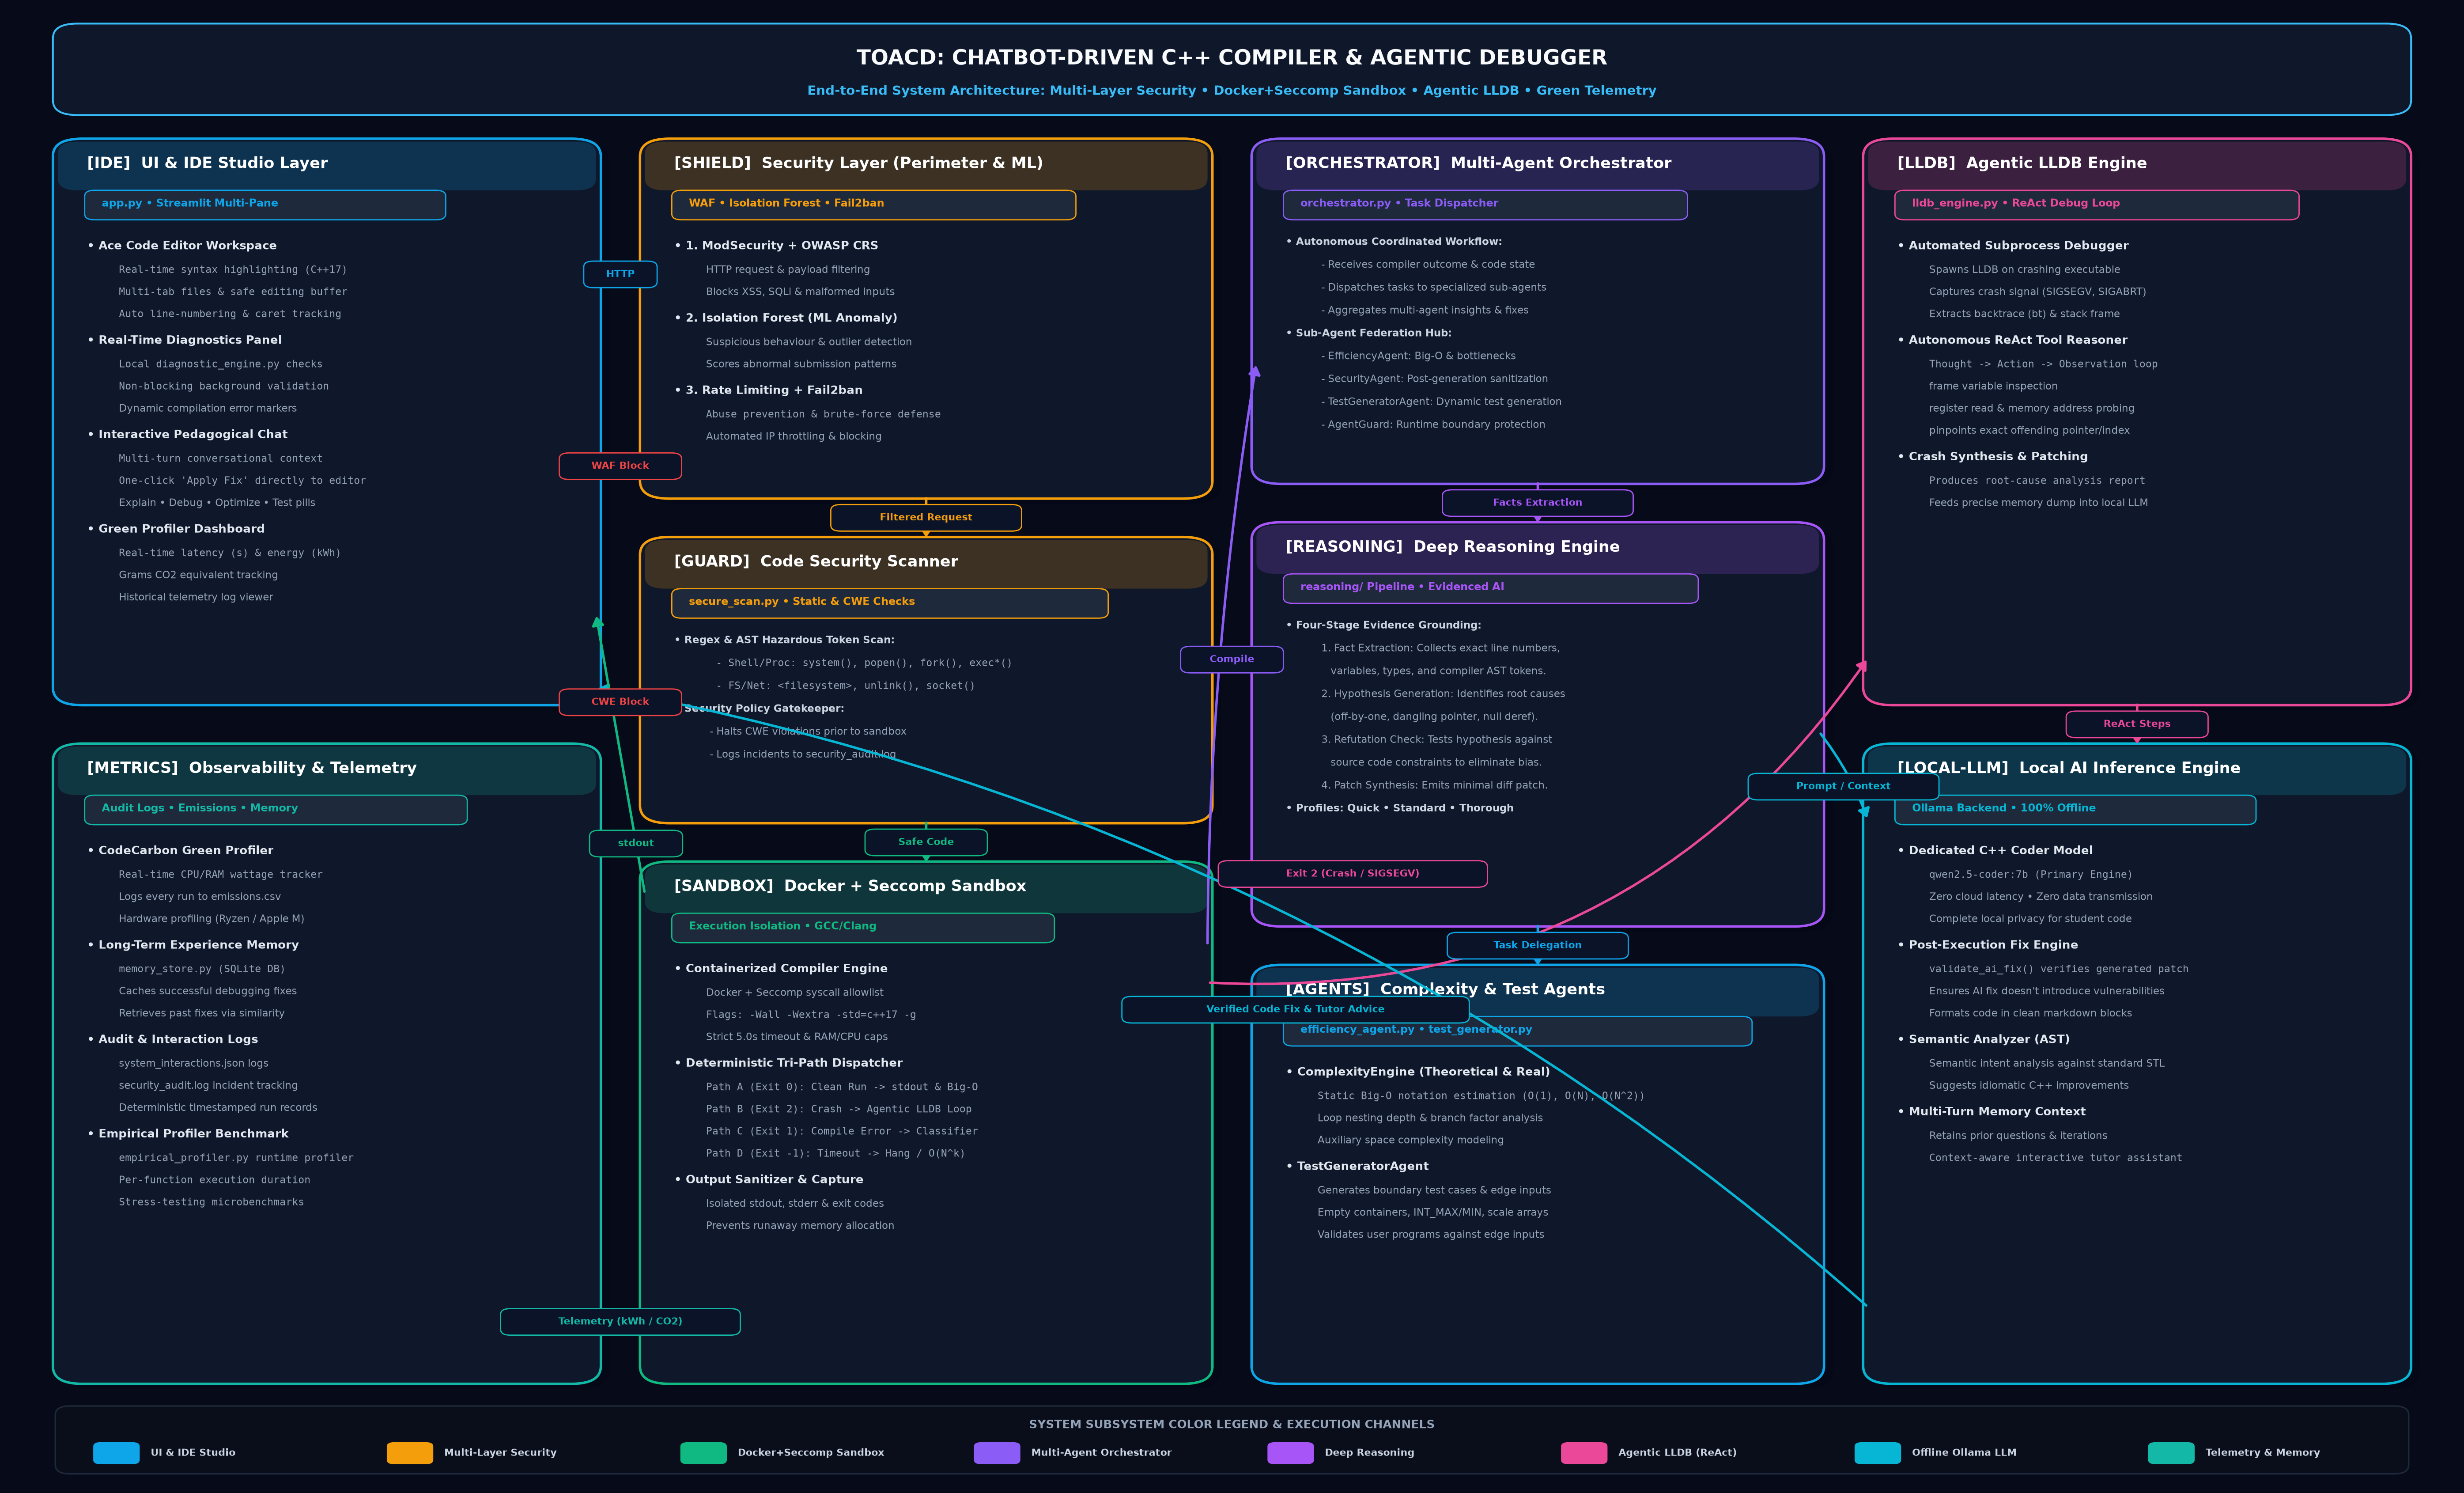 TOACD: CHATBOT-DRIVEN C++ COMPILER & AGENTIC DEBUGGER
End-to-End System Architecture: Multi-Layer Security • Docker+Seccomp Sandbox • Agentic LLDB • Green Telemetry
[IDE] UI & IDE Studio Layer
app.py • Streamlit Multi-Pane
• Ace Code Editor Workspace
Real-time syntax highlighting (C++17)
Multi-tab files & safe editing buffer
Auto line-numbering & caret tracking
• Real-Time Diagnostics Panel
Local diagnostic_engine.py checks
Non-blocking background validation
Dynamic compilation error markers
• Interactive Pedagogical Chat
Multi-turn conversational context
One-click 'Apply Fix' directly to editor
Explain • Debug • Optimize • Test pills
• Green Profiler Dashboard
Real-time latency (s) & energy (kWh)
Grams CO2 equivalent tracking
Historical telemetry log viewer
[METRICS] Observability & Telemetry
Audit Logs • Emissions • Memory
• CodeCarbon Green Profiler
Real-time CPU/RAM wattage tracker
Logs every run to emissions.csv
Hardware profiling (Ryzen / Apple M)
• Long-Term Experience Memory
memory_store.py (SQLite DB)
Caches successful debugging fixes
Retrieves past fixes via similarity
• Audit & Interaction Logs
system_interactions.json logs
security_audit.log incident tracking
Deterministic timestamped run records
• Empirical Profiler Benchmark
empirical_profiler.py runtime profiler
Per-function execution duration
Stress-testing microbenchmarks
HTTP
WAF Block
CWE Block
stdout
Telemetry (kWh / CO2)
[SHIELD] Security Layer (Perimeter & ML)
WAF • Isolation Forest • Fail2ban
• 1. ModSecurity + OWASP CRS
HTTP request & payload filtering
Blocks XSS, SQLi & malformed inputs
• 2. Isolation Forest (ML Anomaly)
Suspicious behaviour & outlier detection
Scores abnormal submission patterns
• 3. Rate Limiting + Fail2ban
Abuse prevention & brute-force defense
Automated IP throttling & blocking
Filtered Request
[GUARD] Code Security Scanner
secure_scan.py • Static & CWE Checks
• Regex & AST Hazardous Token Scan:
- Shell/Proc: system(), popen(), fork(), exec*()
- FS/Net: <filesystem>, unlink(), socket()
Security Policy Gatekeeper:
- Halts CWE violations prior to sandbox
- Logs incidents to security_audit.log
Safe Code
[SANDBOX] Docker + Seccomp Sandbox
Execution Isolation • GCC/Clang
• Containerized Compiler Engine
Docker + Seccomp syscall allowlist
Flags: -Wall -Wextra -std=c++17 -g
Strict 5.0s timeout & RAM/CPU caps
• Deterministic Tri-Path Dispatcher
Path A (Exit 0): Clean Run -> stdout & Big-O
Path B (Exit 2): Crash -> Agentic LLDB Loop
Path C (Exit 1): Compile Error -> Classifier
Path D (Exit -1): Timeout -> Hang / O(N^k)
• Output Sanitizer & Capture
Isolated stdout, stderr & exit codes
Prevents runaway memory allocation
Compile
Exit 2 (Crash / SIGSEGV)
Verified Code Fix & Tutor Advice
[ORCHESTRATOR] Multi-Agent Orchestrator
orchestrator.py • Task Dispatcher
• Autonomous Coordinated Workflow:
- Receives compiler outcome & code state
- Dispatches tasks to specialized sub-agents
- Aggregates multi-agent insights & fixes
• Sub-Agent Federation Hub:
- EfficiencyAgent: Big-O & bottlenecks
- SecurityAgent: Post-generation sanitization
- TestGeneratorAgent: Dynamic test generation
- AgentGuard: Runtime boundary protection
Facts Extraction
[REASONING] Deep Reasoning Engine
reasoning/ Pipeline • Evidenced AI
• Four-Stage Evidence Grounding:
1. Fact Extraction: Collects exact line numbers,
variables, types, and compiler AST tokens.
2. Hypothesis Generation: Identifies root causes
(off-by-one, dangling pointer, null deref).
3. Refutation Check: Tests hypothesis against
source code constraints to eliminate bias.
4. Patch Synthesis: Emits minimal diff patch.
• Profiles: Quick • Standard • Thorough
Task Delegation
[AGENTS] Complexity & Test Agents
efficiency_agent.py • test_generator.py
• ComplexityEngine (Theoretical & Real)
Static Big-O notation estimation (O(1), O(N), O(N^2))
Loop nesting depth & branch factor analysis
Auxiliary space complexity modeling
• TestGeneratorAgent
Generates boundary test cases & edge inputs
Empty containers, INT_MAX/MIN, scale arrays
Validates user programs against edge inputs
Prompt / Context
[LLDB] Agentic LLDB Engine
lldb_engine.py • ReAct Debug Loop
• Automated Subprocess Debugger
Spawns LLDB on crashing executable
Captures crash signal (SIGSEGV, SIGABRT)
Extracts backtrace (bt) & stack frame
• Autonomous ReAct Tool Reasoner
Thought -> Action -> Observation loop
frame variable inspection
register read & memory address probing
pinpoints exact offending pointer/index
• Crash Synthesis & Patching
Produces root-cause analysis report
Feeds precise memory dump into local LLM
ReAct Steps
[LOCAL-LLM] Local AI Inference Engine
Ollama Backend • 100% Offline
• Dedicated C++ Coder Model
qwen2.5-coder:7b (Primary Engine)
Zero cloud latency • Zero data transmission
Complete local privacy for student code
• Post-Execution Fix Engine
validate_ai_fix() verifies generated patch
Ensures AI fix doesn't introduce vulnerabilities
Formats code in clean markdown blocks
• Semantic Analyzer (AST)
Semantic intent analysis against standard STL
Suggests idiomatic C++ improvements
• Multi-Turn Memory Context
Retains prior questions & iterations
Context-aware interactive tutor assistant
SYSTEM SUBSYSTEM COLOR LEGEND & EXECUTION CHANNELS
UI & IDE Studio
Multi-Layer Security
Docker+Seccomp Sandbox
Multi-Agent Orchestrator
Deep Reasoning
Agentic LLDB (ReAct)
Offline Ollama LLM
Telemetry & Memory